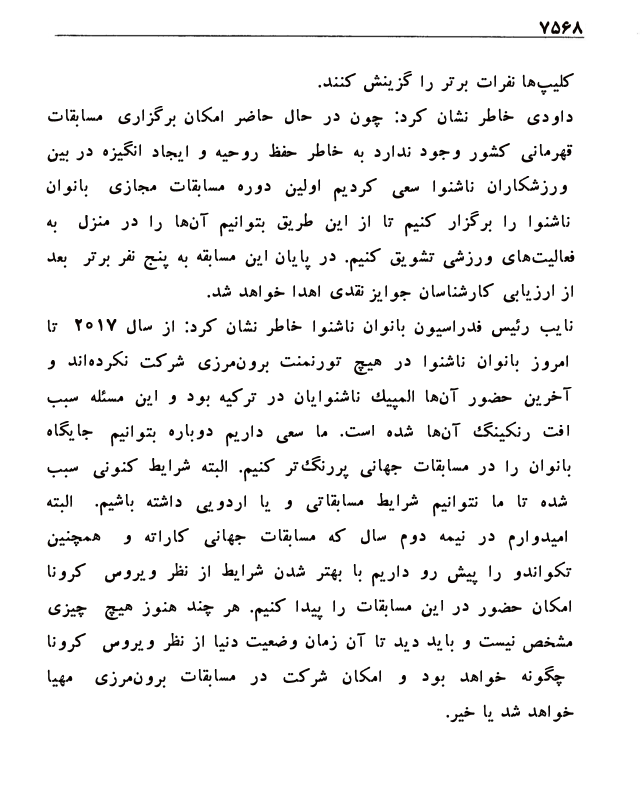 ۷۵۶۸
کلیپ‌ها نفرات برتر را گزینش کنند.
داودی خاطر نشان کرد: چون در حال حاضر امکان برگزاری مسابقات
قهرمانی کشور وجود ندارد به خاطر حفظ روحیه و ایجاد انگیزه در بین
ورزشکاران ناشنوا سعی کردیم اولین دوره مسابقات مجازی بانوان
ناشنوا را برگزار کنیم تا از این طریق بتوانیم آن‌ها را در منزل به
فعالیت‌های ورزشی تشویق کنیم. در پایان این مسابقه به پنج نفر برتر بعد
از ارزیابی کارشناسان جوایز نقدی اهدا خواهد شد.
نایب رئیس فدراسیون بانوان ناشنوا خاطر نشان کرد: از سال ۲۰۱۷ تا
امروز بانوان ناشنوا در هیچ تورنمنت برون‌مرزی شرکت نکرده‌اند و
آخرین حضور آن‌ها المپیك ناشنوایان در ترکیه بود و این مسئله سبب
افت رنکینگ آن‌ها شده است. ما سعی داریم دوباره بتوانیم جایگاه
بانوان را در مسابقات جهانی پررنگ‌تر کنیم. البته شرایط کنونی سبب
شده تا ما نتوانیم شرایط مسابقاتی و یا اردویی داشته باشیم. البته
امیدوارم در نیمه دوم سال که مسابقات جهانی کاراته و همچنین
تکواندو را پیش رو داریم با بهتر شدن شرایط از نظر ویروس کرونا
امکان حضور در این مسابقات را پیدا کنیم. هر چند هنوز هیچ چیزی
مشخص نیست و باید دید تا آن زمان وضعیت دنیا از نظر ویروس کرونا
چگونه خواهد بود و امکان شرکت در مسابقات برون‌مرزی مهیا
خواهد شد یا خیر.